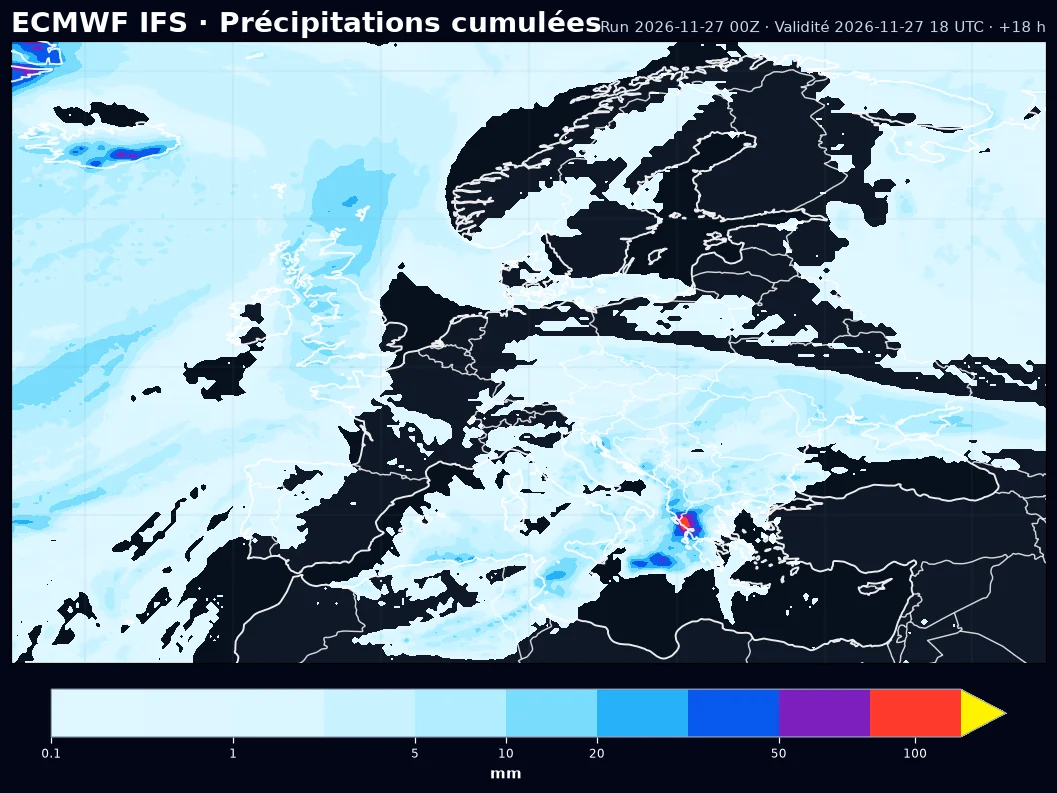 ECMWF IFS · Précipitations cumulées
Run 2026-11-27 00Z · Validité 2026-11-27 18 UTC · +18 h
0.1 1 5 10 20 50 100
mm